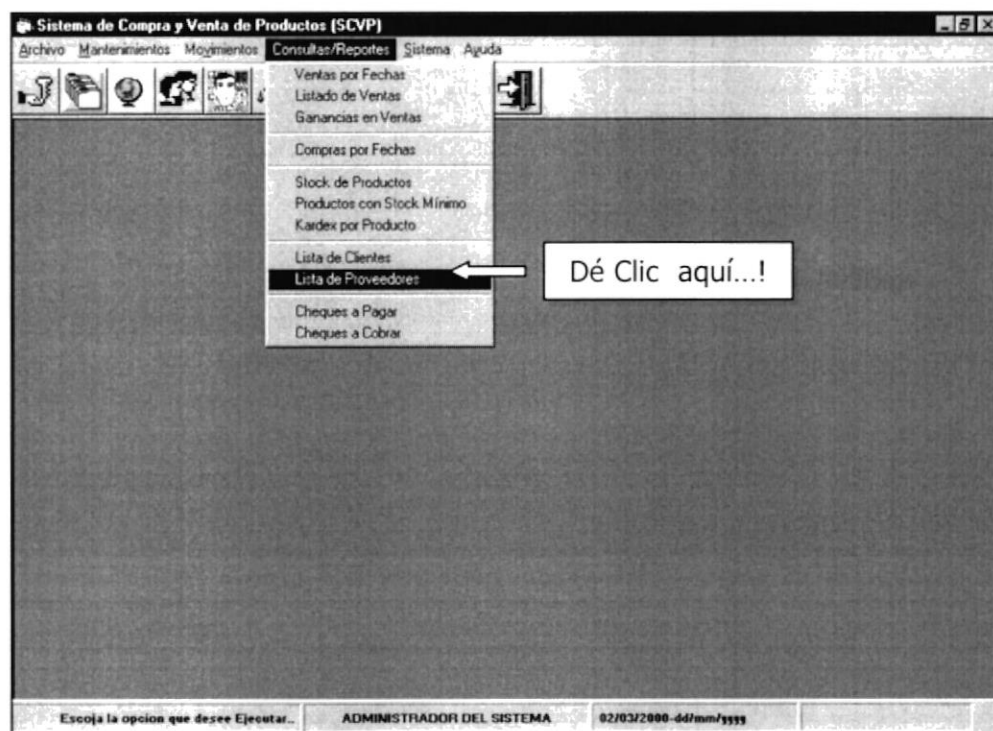 Sistema de Compra y Venta de Productos (SCVP)
Archivo Mantenimientos Movimientos Consultas/Reportes Sistema Ayuda
Ventas por Fechas
Listado de Ventas
Ganancias en Ventas
Compras por Fechas
Stock de Productos
Productos con Stock Mínimo
Kardex por Producto
Lista de Clientes
Lista de Proveedores
Dé Clic aquí...!
Cheques a Pagar
Cheques a Cobrar
Escoja la opcion que desee Ejecutar.. ADMINISTRADOR DEL SISTEMA 02/03/2000-dd/mm/yyyy